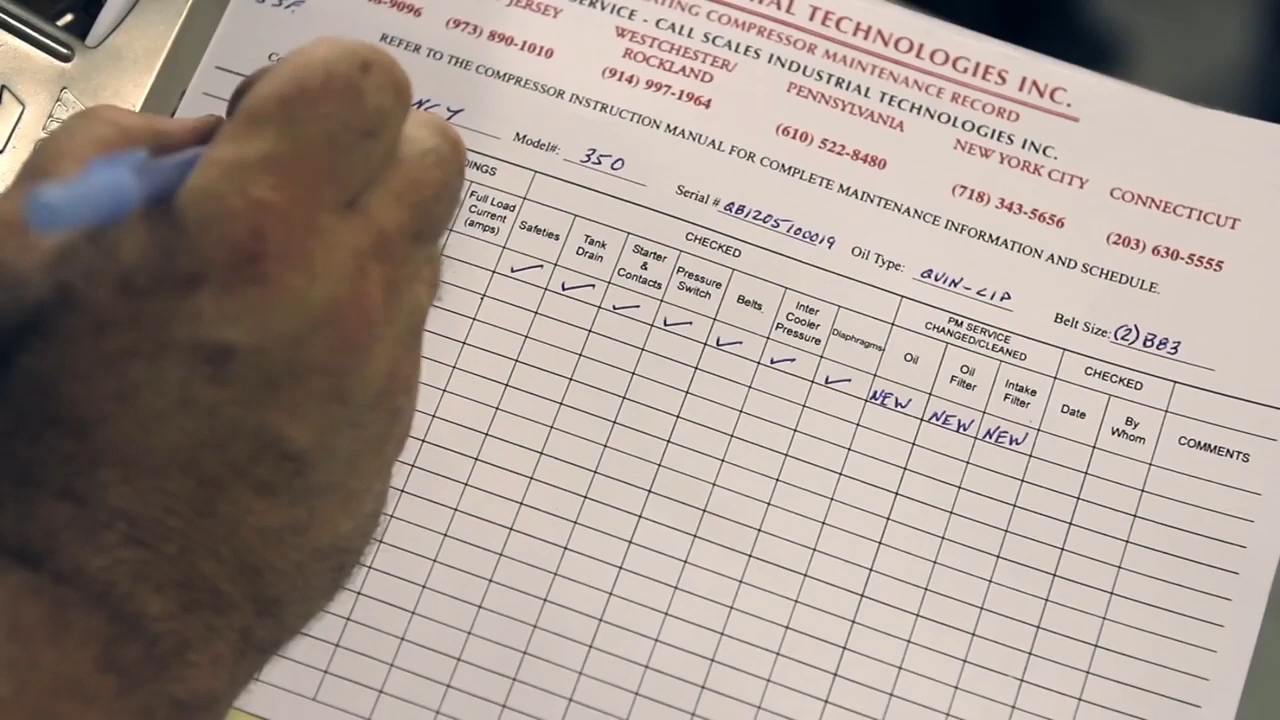 TECHNOLOGIES INC.
COMPRESSOR MAINTENANCE RECORD
SERVICE - CALL SCALES INDUSTRIAL TECHNOLOGIES INC.
JERSEY
WESTCHESTER/
ROCKLAND
PENNSYLVANIA
NEW YORK CITY
CONNECTICUT
-9096
(973) 890-1010
(914) 997-1964
(610) 522-8480
(718) 343-5656
(203) 630-5555
REFER TO THE COMPRESSOR INSTRUCTION MANUAL FOR COMPLETE MAINTENANCE INFORMATION AND SCHEDULE.
Model#: 350
Serial # QB1205100019
Oil Type: QUIN-CIP
Belt Size: (2) BB3
CHECKED
PM SERVICE
CHANGED/CLEANED
CHECKED
Full Load
Current
(amps)
Safeties
Tank
Drain
Starter
&
Contacts
Pressure
Switch
Belts
Inter
Cooler
Pressure
Diaphragms
Oil
Oil
Filter
Intake
Filter
Date
By
Whom
COMMENTS
✓ ✓ ✓ ✓ ✓ ✓ ✓ NEW NEW NEW